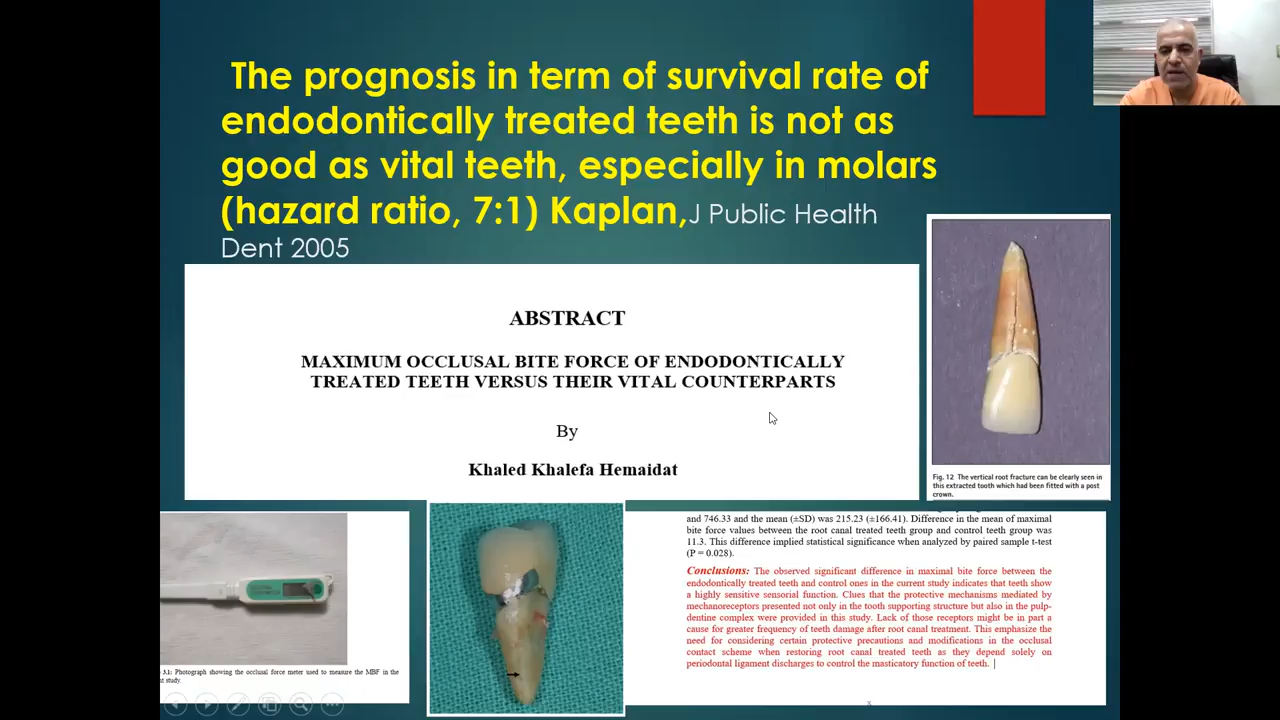 The prognosis in term of survival rate of
endodontically treated teeth is not as
good as vital teeth, especially in molars
(hazard ratio, 7:1) Kaplan,J Public Health
Dent 2005
ABSTRACT
MAXIMUM OCCLUSAL BITE FORCE OF ENDODONTICALLY
TREATED TEETH VERSUS THEIR VITAL COUNTERPARTS
By
Khaled Khalefa Hemaidat
Fig. 12 The vertical root fracture can be clearly seen in
this extracted tooth which had been fitted with a post
crown.
3.1: Photograph showing the occlusal force meter used to measure the MBF in the
study.
and 746.33 and the mean (±SD) was 215.23 (±166.41). Difference in the mean of maximal
bite force values between the root canal treated teeth group and control teeth group was
11.3. This difference implied statistical significance when analyzed by paired sample t-test
(P = 0.028).
Conclusions: The observed significant difference in maximal bite force between the
endodontically treated teeth and control ones in the current study indicates that teeth show
a highly sensitive sensorial function. Clues that the protective mechanisms mediated by
mechanoreceptors presented not only in the tooth supporting structure but also in the pulp-
dentine complex were provided in this study. Lack of those receptors might be in part a
cause for greater frequency of teeth damage after root canal treatment. This emphasize the
need for considering certain protective precautions and modifications in the occlusal
contact scheme when restoring root canal treated teeth as they depend solely on
periodontal ligament discharges to control the masticatory function of teeth.
x